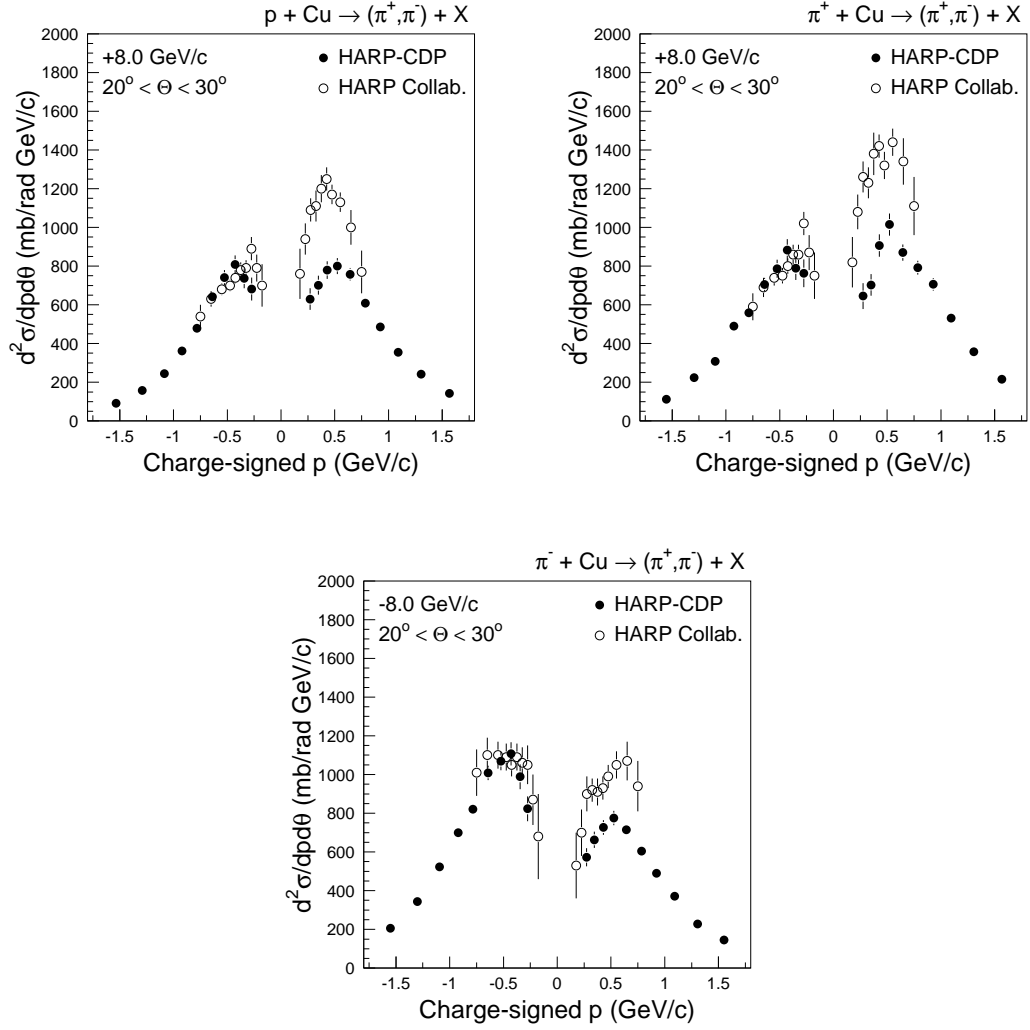 p + Cu → (π⁺,π⁻) + X
+8.0 GeV/c
20° < Θ < 30°
HARP-CDP
HARP Collab.
d²σ/dpdθ (mb/rad GeV/c)
2000
1800
1600
1400
1200
1000
800
600
400
200
0
-1.5 -1 -0.5 0 0.5 1 1.5
Charge-signed p (GeV/c)
π⁺ + Cu → (π⁺,π⁻) + X
+8.0 GeV/c
20° < Θ < 30°
HARP-CDP
HARP Collab.
d²σ/dpdθ (mb/rad GeV/c)
2000
1800
1600
1400
1200
1000
800
600
400
200
0
-1.5 -1 -0.5 0 0.5 1 1.5
Charge-signed p (GeV/c)
π⁻ + Cu → (π⁺,π⁻) + X
-8.0 GeV/c
20° < Θ < 30°
HARP-CDP
HARP Collab.
d²σ/dpdθ (mb/rad GeV/c)
2000
1800
1600
1400
1200
1000
800
600
400
200
0
-1.5 -1 -0.5 0 0.5 1 1.5
Charge-signed p (GeV/c)